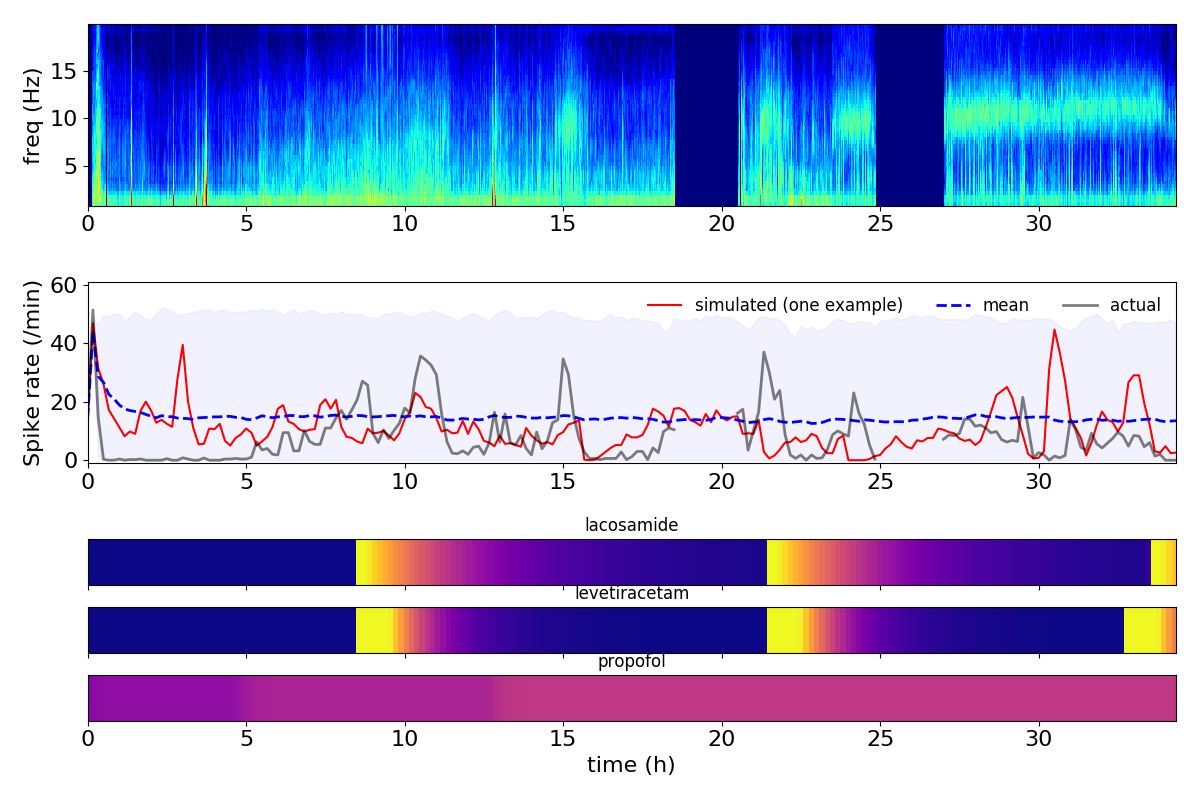 freq (Hz)
15
10
5
0 5 10 15 20 25 30
Spike rate (/min)
60
40
20
0
simulated (one example) mean actual
0 5 10 15 20 25 30
lacosamide
levetiracetam
propofol
0 5 10 15 20 25 30
time (h)